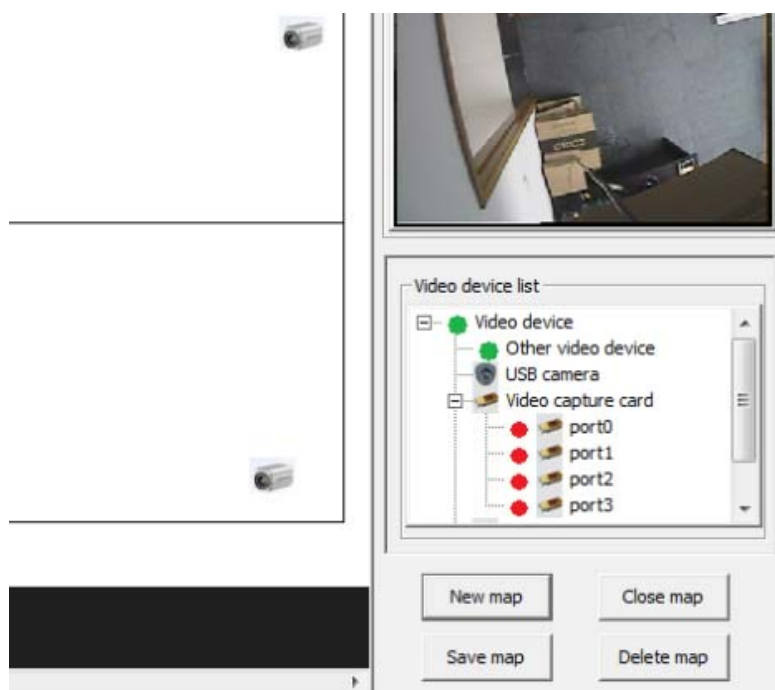 Video device list
Video device
Other video device
USB camera
Video capture card
port0
port1
port2
port3
New map
Close map
Save map
Delete map